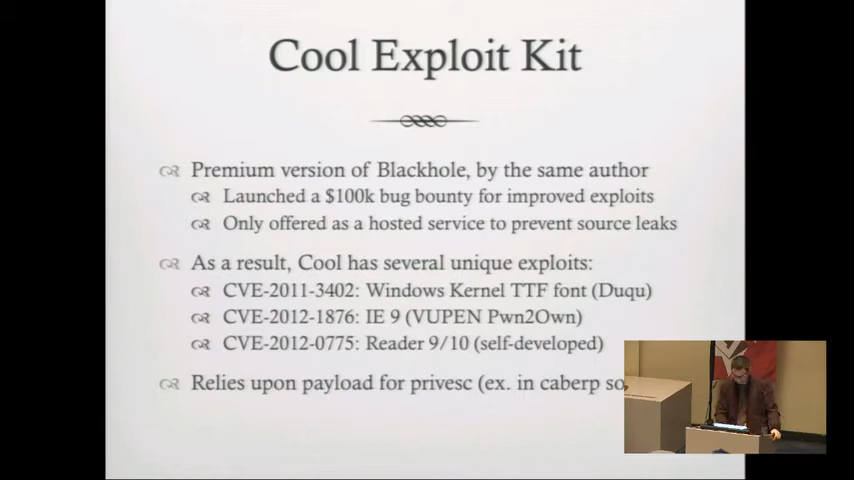 Cool Exploit Kit
Premium version of Blackhole, by the same author
Launched a $100k bug bounty for improved exploits
Only offered as a hosted service to prevent source leaks
As a result, Cool has several unique exploits:
CVE-2011-3402: Windows Kernel TTF font (Duqu)
CVE-2012-1876: IE 9 (VUPEN Pwn2Own)
CVE-2012-0775: Reader 9/10 (self-developed)
Relies upon payload for privesc (ex. in caberp